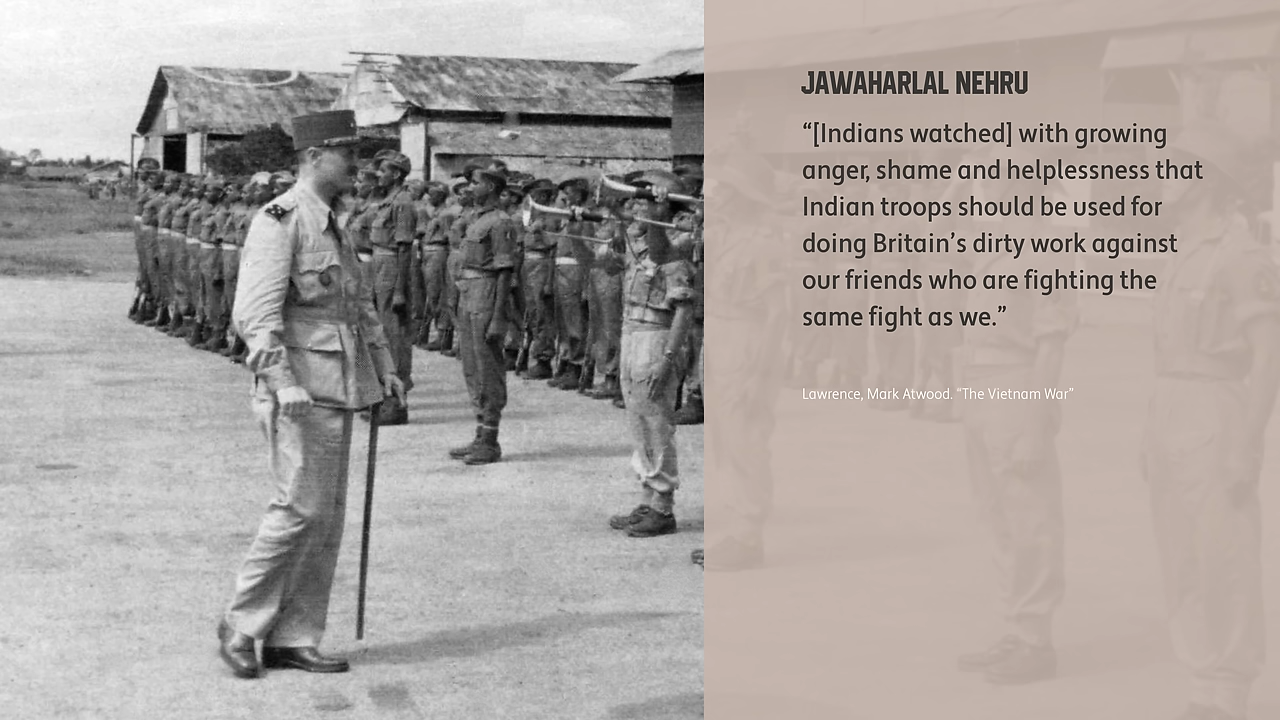 JAWAHARLAL NEHRU
“[Indians watched] with growing
anger, shame and helplessness that
Indian troops should be used for
doing Britain’s dirty work against
our friends who are fighting the
same fight as we.”
Lawrence, Mark Atwood. “The Vietnam War”